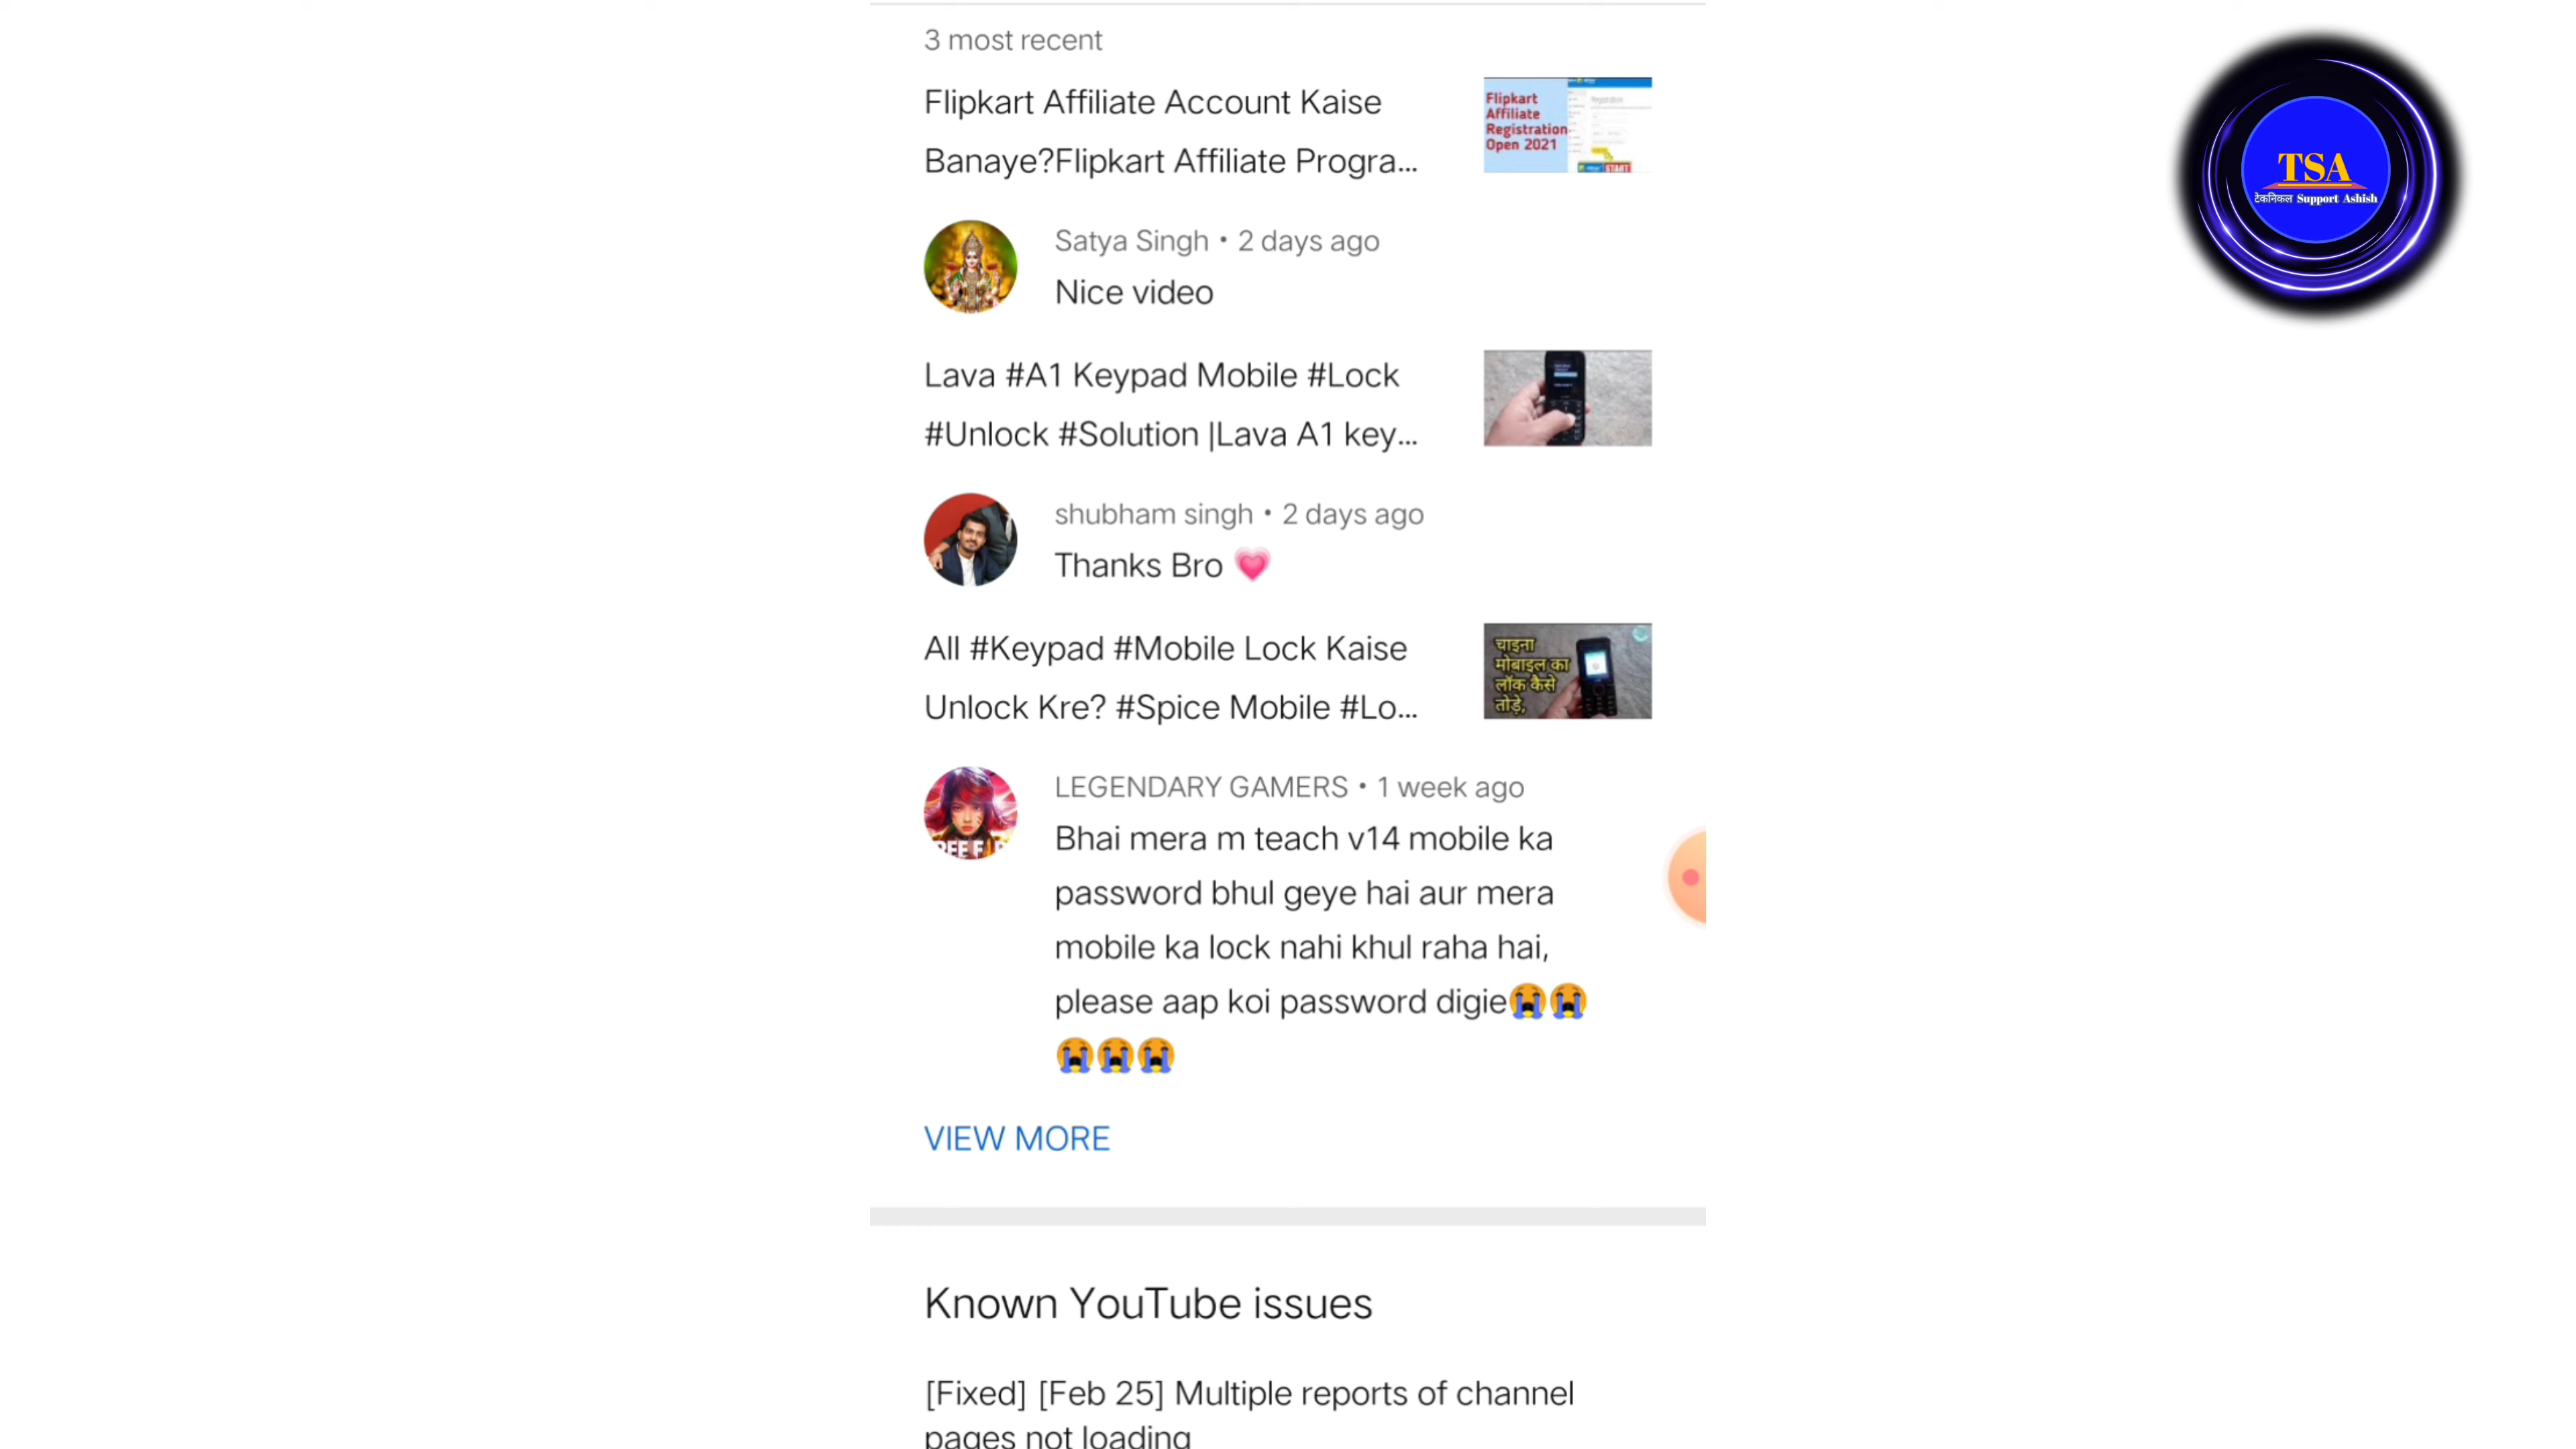 3 most recent
Flipkart Affiliate Account Kaise
Banaye?Flipkart Affiliate Progra...
Flipkart
Affiliate
Registration
Open 2021
Registration
START
TSA
टेकनिकल Support Ashish
Satya Singh • 2 days ago
Nice video
Lava #A1 Keypad Mobile #Lock
#Unlock #Solution |Lava A1 key...
shubham singh • 2 days ago
Thanks Bro 💗
All #Keypad #Mobile Lock Kaise
Unlock Kre? #Spice Mobile #Lo...
चाइना
मोबाइल का
लॉक कैसे
तोड़े,
LEGENDARY GAMERS • 1 week ago
Bhai mera m teach v14 mobile ka
password bhul geye hai aur mera
mobile ka lock nahi khul raha hai,
please aap koi password digie😭😭
😭😭😭
VIEW MORE
Known YouTube issues
[Fixed] [Feb 25] Multiple reports of channel
pages not loading